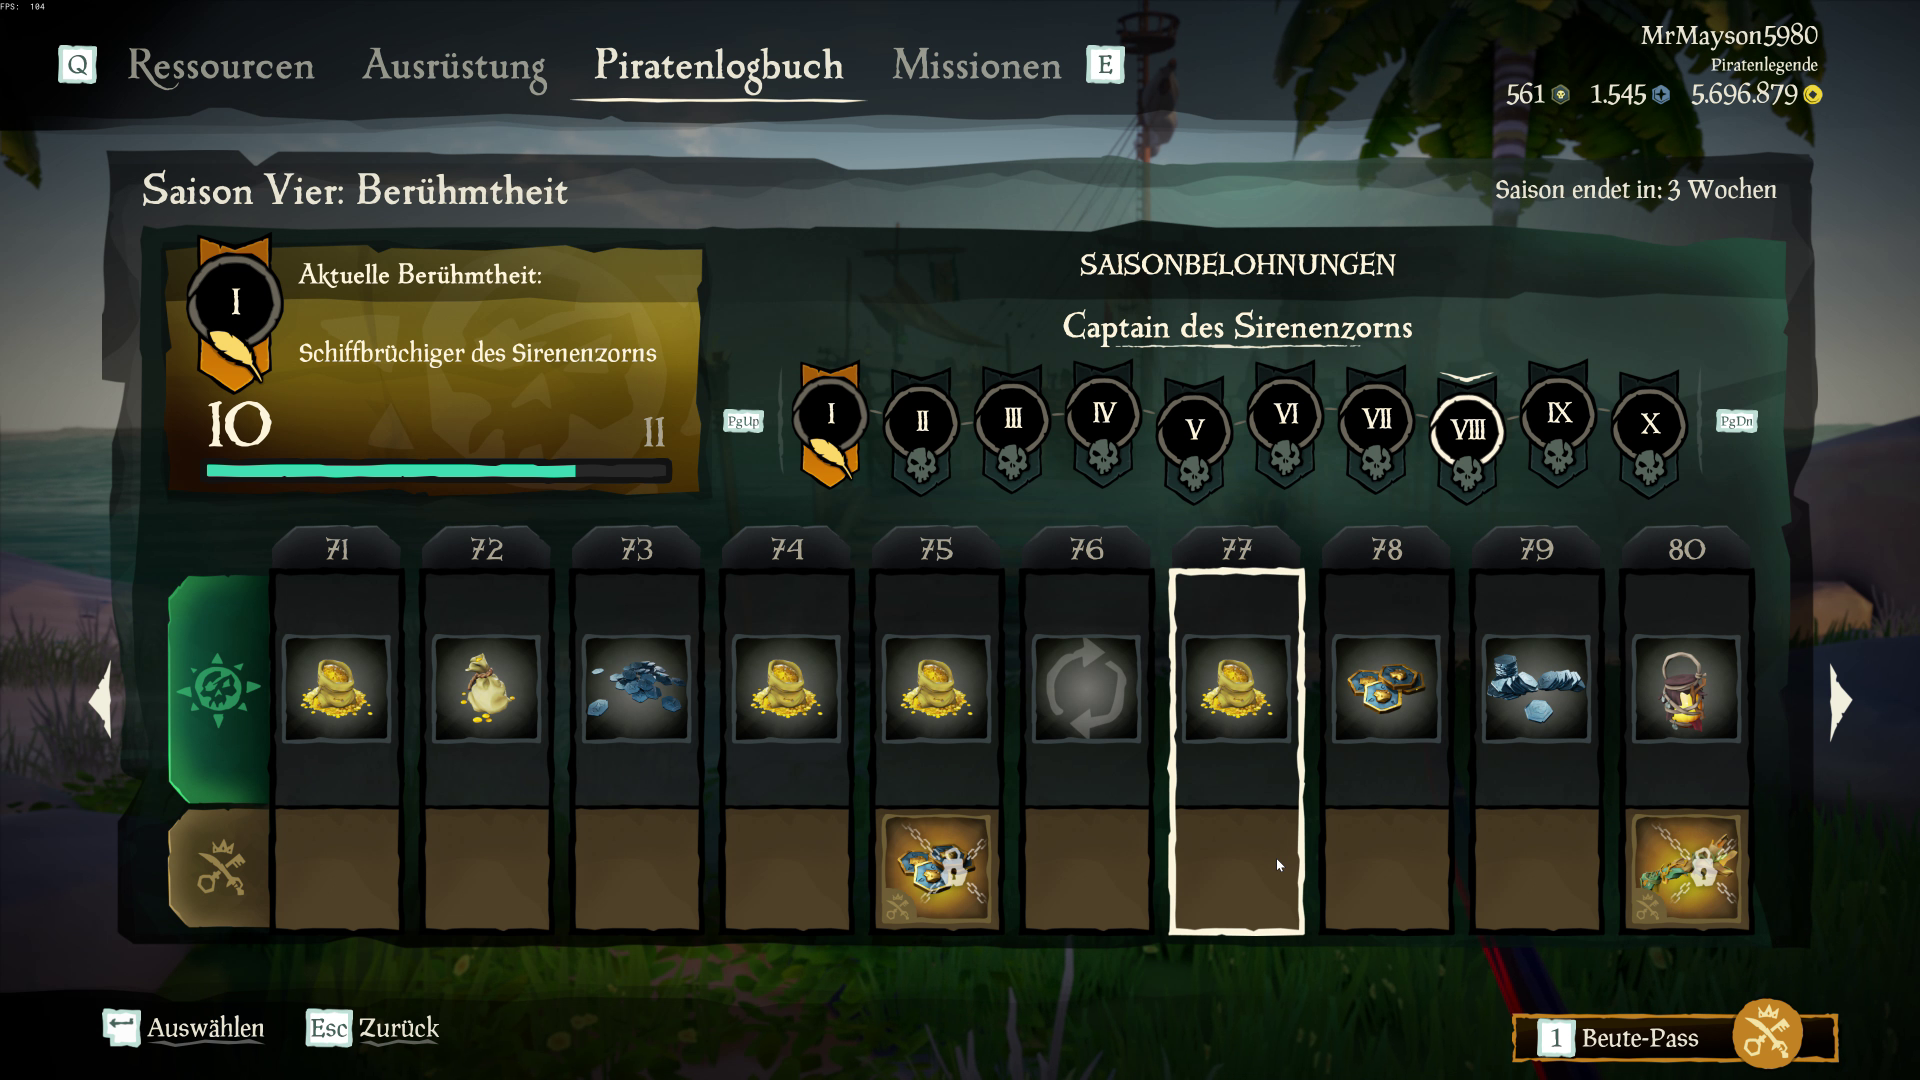 FPS: 104
Q Ressourcen Ausrüstung Piratenlogbuch Missionen E
MrMayson5980
Piratenlegende
561 1.545 5.696.879
Saison Vier: Berühmtheit
Saison endet in: 3 Wochen
I
Aktuelle Berühmtheit:
Schiffbrüchiger des Sirenenzorns
10 11
SAISONBELOHNUNGEN
Captain des Sirenenzorns
PgUp I II III IV V VI VII VIII IX X PgDn
71 72 73 74 75 76 77 78 79 80
Auswählen Esc Zurück
1 Beute-Pass